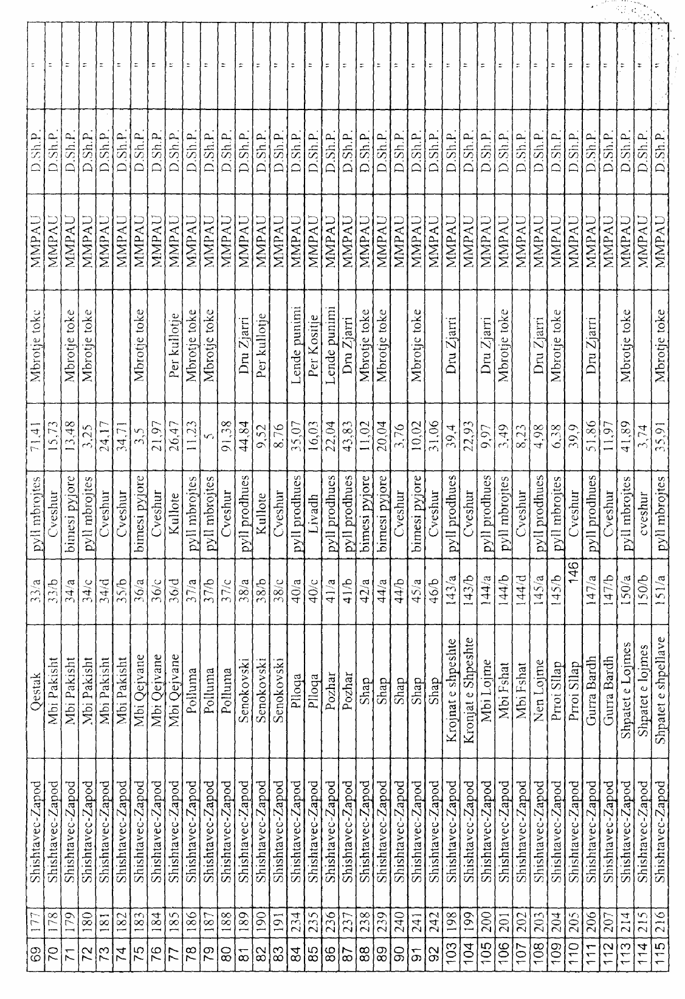 69 177 Shishtavec-Zapod Qestak 33/a pyll mbrojtes 71,41 Mbrotje toke MMPAU D.Sh.P. "
70 178 Shishtavec-Zapod Mbi Pakisht 33/b Cveshur 15,73 MMPAU D.Sh.P. "
71 179 Shishtavec-Zapod Mbi Pakisht 34/a bimesi pyjore 13,48 Mbrotje toke MMPAU D.Sh.P. "
72 180 Shishtavec-Zapod Mbi Pakisht 34/c pyll mbrojtes 3,25 Mbrotje toke MMPAU D.Sh.P. "
73 181 Shishtavec-Zapod Mbi Pakisht 34/d Cveshur 24,17 MMPAU D.Sh.P. "
74 182 Shishtavec-Zapod Mbi Pakisht 35/b Cveshur 34,71 MMPAU D.Sh.P. "
75 183 Shishtavec-Zapod Mbi Qejvane 36/a bimesi pyjore 3,5 Mbrotje toke MMPAU D.Sh.P. "
76 184 Shishtavec-Zapod Mbi Qejvane 36/c Cveshur 21,97 MMPAU D.Sh.P. "
77 185 Shishtavec-Zapod Mbi Qejvane 36/d Kullote 26,47 Per kullotje MMPAU D.Sh.P. "
78 186 Shishtavec-Zapod Polluma 37/a pyll mbrojtes 11,23 Mbrotje toke MMPAU D.Sh.P. "
79 187 Shishtavec-Zapod Polluma 37/b pyll mbrojtes 5 Mbrotje toke MMPAU D.Sh.P. "
80 188 Shishtavec-Zapod Polluma 37/c Cveshur 91,38 MMPAU D.Sh.P. "
81 189 Shishtavec-Zapod Senokovski 38/a pyll prodhues 44,84 Dru Zjarri MMPAU D.Sh.P. "
82 190 Shishtavec-Zapod Senokovski 38/b Kullote 9,52 Per kullotje MMPAU D.Sh.P. "
83 191 Shishtavec-Zapod Senokovski 38/c Cveshur 8.76 MMPAU D.Sh.P. "
84 234 Shishtavec-Zapod Plloqa 40/a pyll prodhues 35,07 Lende punimi MMPAU D.Sh.P. "
85 235 Shishtavec-Zapod Plloqa 40/c Livadh 16,03 Per Kositje MMPAU D.Sh.P. "
86 236 Shishtavec-Zapod Pozhar 41/a pyll prodhues 22,04 Lende punimi MMPAU D.Sh.P. "
87 237 Shishtavec-Zapod Pozhar 41/b pyll prodhues 43,83 Dru Zjarri MMPAU D.Sh.P. "
88 238 Shishtavec-Zapod Shap 42/a bimesi pyjore 11,02 Mbrotje toke MMPAU D.Sh.P. "
89 239 Shishtavec-Zapod Shap 44/a bimesi pyjore 20,04 Mbrotje toke MMPAU D.Sh.P. "
90 240 Shishtavec-Zapod Shap 44/b Cveshur 3,76 MMPAU D.Sh.P. "
91 241 Shishtavec-Zapod Shap 45/a bimesi pyjore 10,02 Mbrotje toke MMPAU D.Sh.P. "
92 242 Shishtavec-Zapod Shap 46/b Cveshur 31,06 MMPAU D.Sh.P. "
103 198 Shishtavec-Zapod Krojnat e shpeshte 143/a pyll prodhues 39,4 Dru Zjarri MMPAU D.Sh.P. "
104 199 Shishtavec-Zapod Kronjat e Shpeshte 143/b Cveshur 22,93 MMPAU D.Sh.P. "
105 200 Shishtavec-Zapod Mbi Lojme 144/a pyll prodhues 9,97 Dru Zjarri MMPAU D.Sh.P. "
106 201 Shishtavec-Zapod Mbi Fshat 144/b pyll mbrojtes 3,49 Mbrotje toke MMPAU D.Sh.P. "
107 202 Shishtavec-Zapod Mbi Fshat 144/d Cveshur 8,23 MMPAU D.Sh.P. "
108 203 Shishtavec-Zapod Nen Lojme 145/a pyll prodhues 4,98 Dru Zjarri MMPAU D.Sh.P. "
109 204 Shishtavec-Zapod Prroi Sllap 145/b pyll mbrojtes 6,38 Mbrotje toke MMPAU D.Sh.P. "
110 205 Shishtavec-Zapod Prroi Sllap 146 Cveshur 39,9 MMPAU D.Sh.P. "
111 206 Shishtavec-Zapod Gurra Bardh 147/a pyll prodhues 51,86 Dru Zjarri MMPAU D.Sh.P. "
112 207 Shishtavec-Zapod Gurra Bardh 147/b Cveshur 11,97 MMPAU D.Sh.P. "
113 214 Shishtavec-Zapod Shpatet e Lojmes 150/a pyll mbrojtes 41,89 Mbrotje toke MMPAU D.Sh.P. "
114 215 Shishtavec-Zapod Shpatet e lojmes 150/b cveshur 3,74 MMPAU D.Sh.P. "
115 216 Shishtavec-Zapod Shpatet e shpellave 151/a pyll mbrojtes 35,91 Mbrotje toke MMPAU D.Sh.P. "